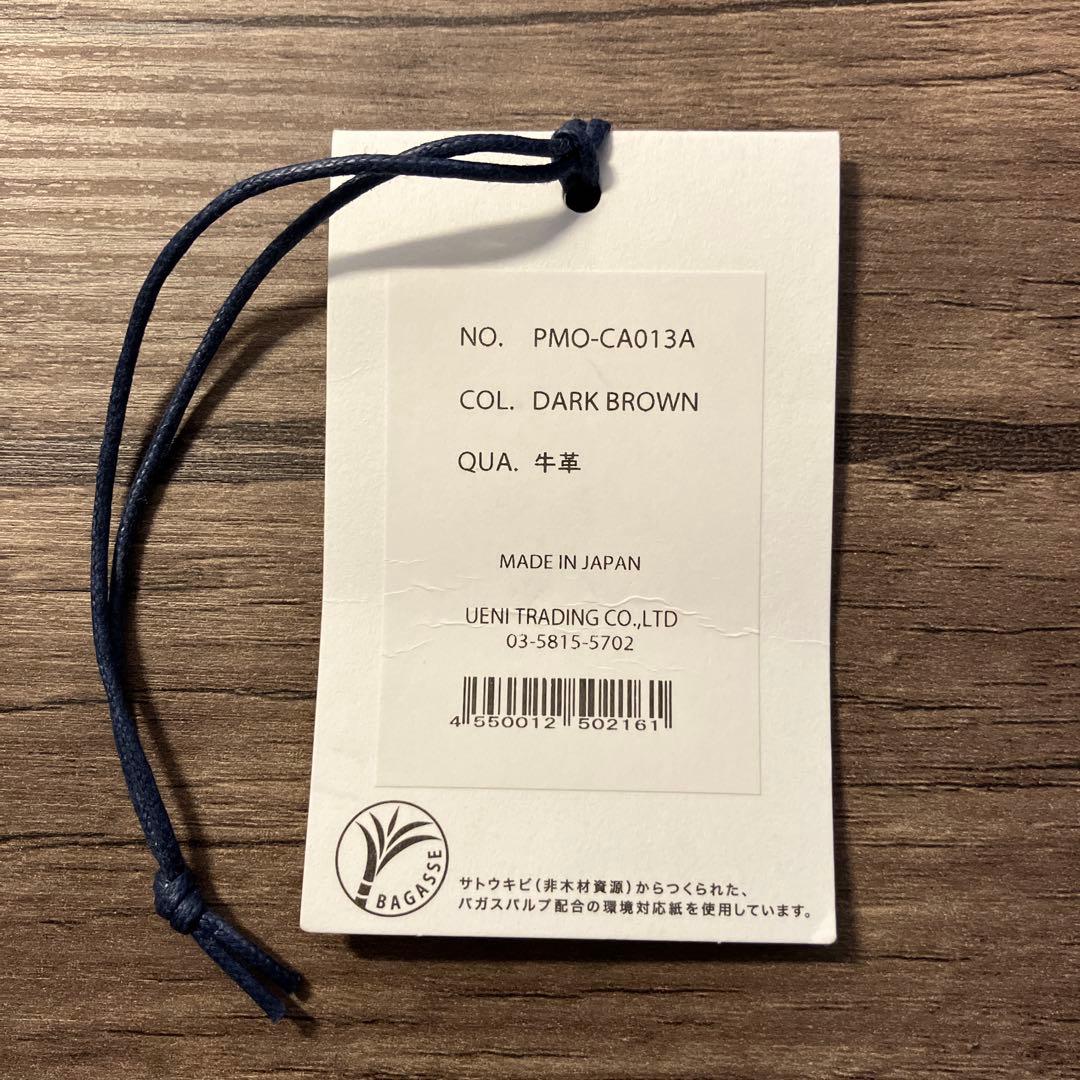 NO. PMO-CA013A
COL. DARK BROWN
QUA. 牛革
MADE IN JAPAN
UENI TRADING CO.,LTD
03-5815-5702
4 550012 502161
BAGASSE
サトウキビ（非木材資源）からつくられた、
バガスパルプ配合の環境対応紙を使用しています。